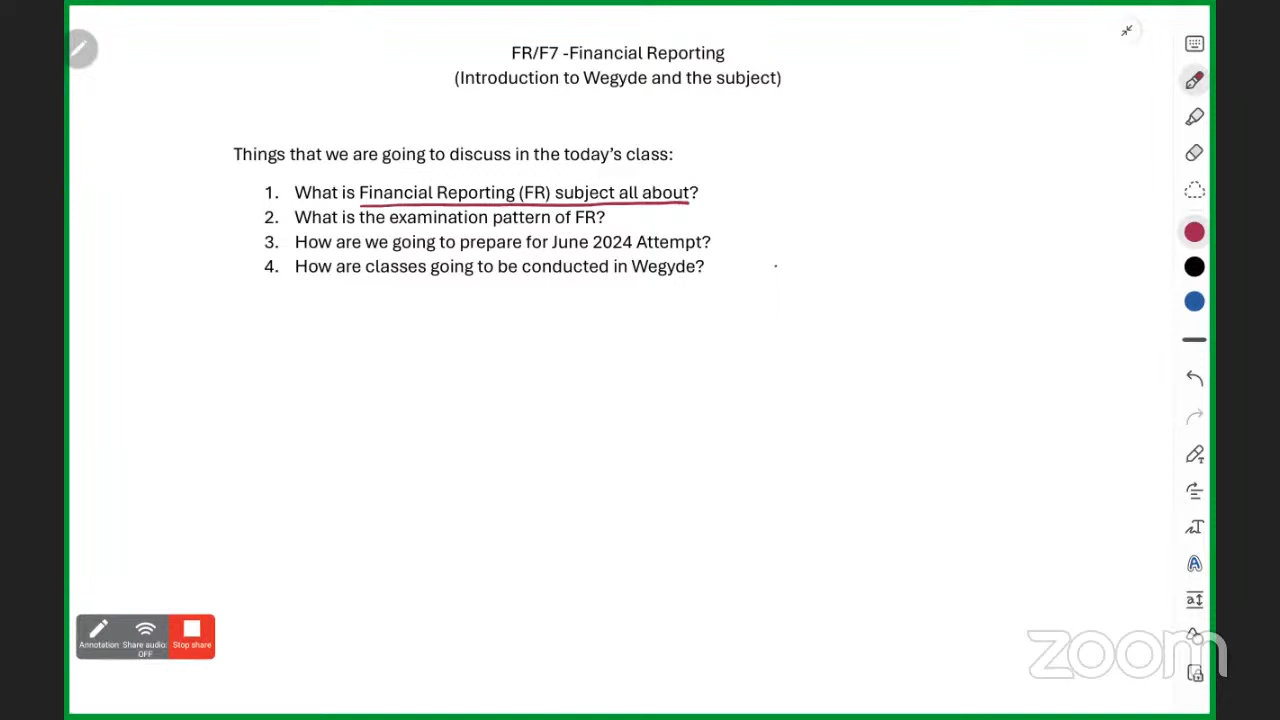 FR/F7 -Financial Reporting
(Introduction to Wegyde and the subject)
Things that we are going to discuss in the today's class:
1. What is Financial Reporting (FR) subject all about?
2. What is the examination pattern of FR?
3. How are we going to prepare for June 2024 Attempt?
4. How are classes going to be conducted in Wegyde?
Annotation Share audio: OFF Stop share
zoom